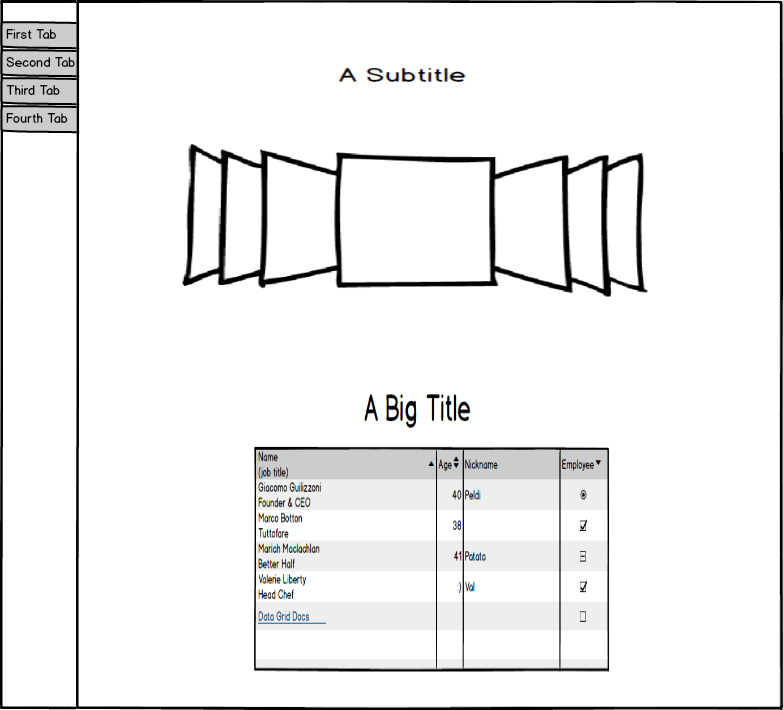 First Tab
Second Tab
Third Tab
Fourth Tab
A Subtitle
A Big Title
Name
(job title)
Age
Nickname
Employee
Giacomo Guilizzoni
Founder & CEO
40
Peldi
Marco Botton
Tuttofare
38
Mariah Maclachlan
Better Half
41
Patata
Valerie Liberty
Head Chef
:)
Val
Data Grid Docs